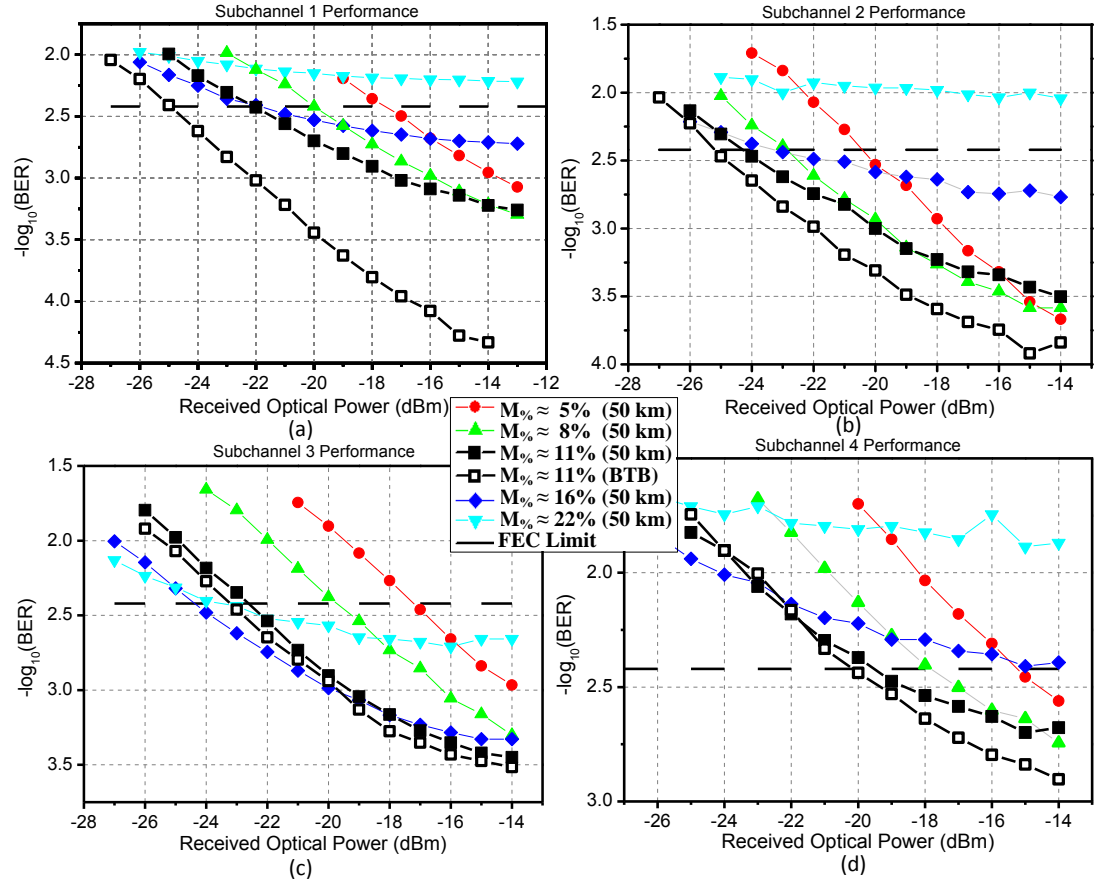 Subchannel 1 Performance
2.0
2.5
3.0
3.5
4.0
4.5
-log10(BER)
-28 -26 -24 -22 -20 -18 -16 -14 -12
Received Optical Power (dBm)
(a)
Subchannel 2 Performance
1.5
2.0
2.5
3.0
3.5
4.0
-log10(BER)
-28 -26 -24 -22 -20 -18 -16 -14
Received Optical Power (dBm)
(b)
M% ≈ 5% (50 km)
M% ≈ 8% (50 km)
M% ≈ 11% (50 km)
M% ≈ 11% (BTB)
M% ≈ 16% (50 km)
M% ≈ 22% (50 km)
FEC Limit
Subchannel 3 Performance
1.5
2.0
2.5
3.0
3.5
-log10(BER)
-28 -26 -24 -22 -20 -18 -16 -14
Received Optical Power (dBm)
(c)
Subchannel 4 Performance
2.0
2.5
3.0
-log10(BER)
-26 -24 -22 -20 -18 -16 -14
Received Optical Power (dBm)
(d)